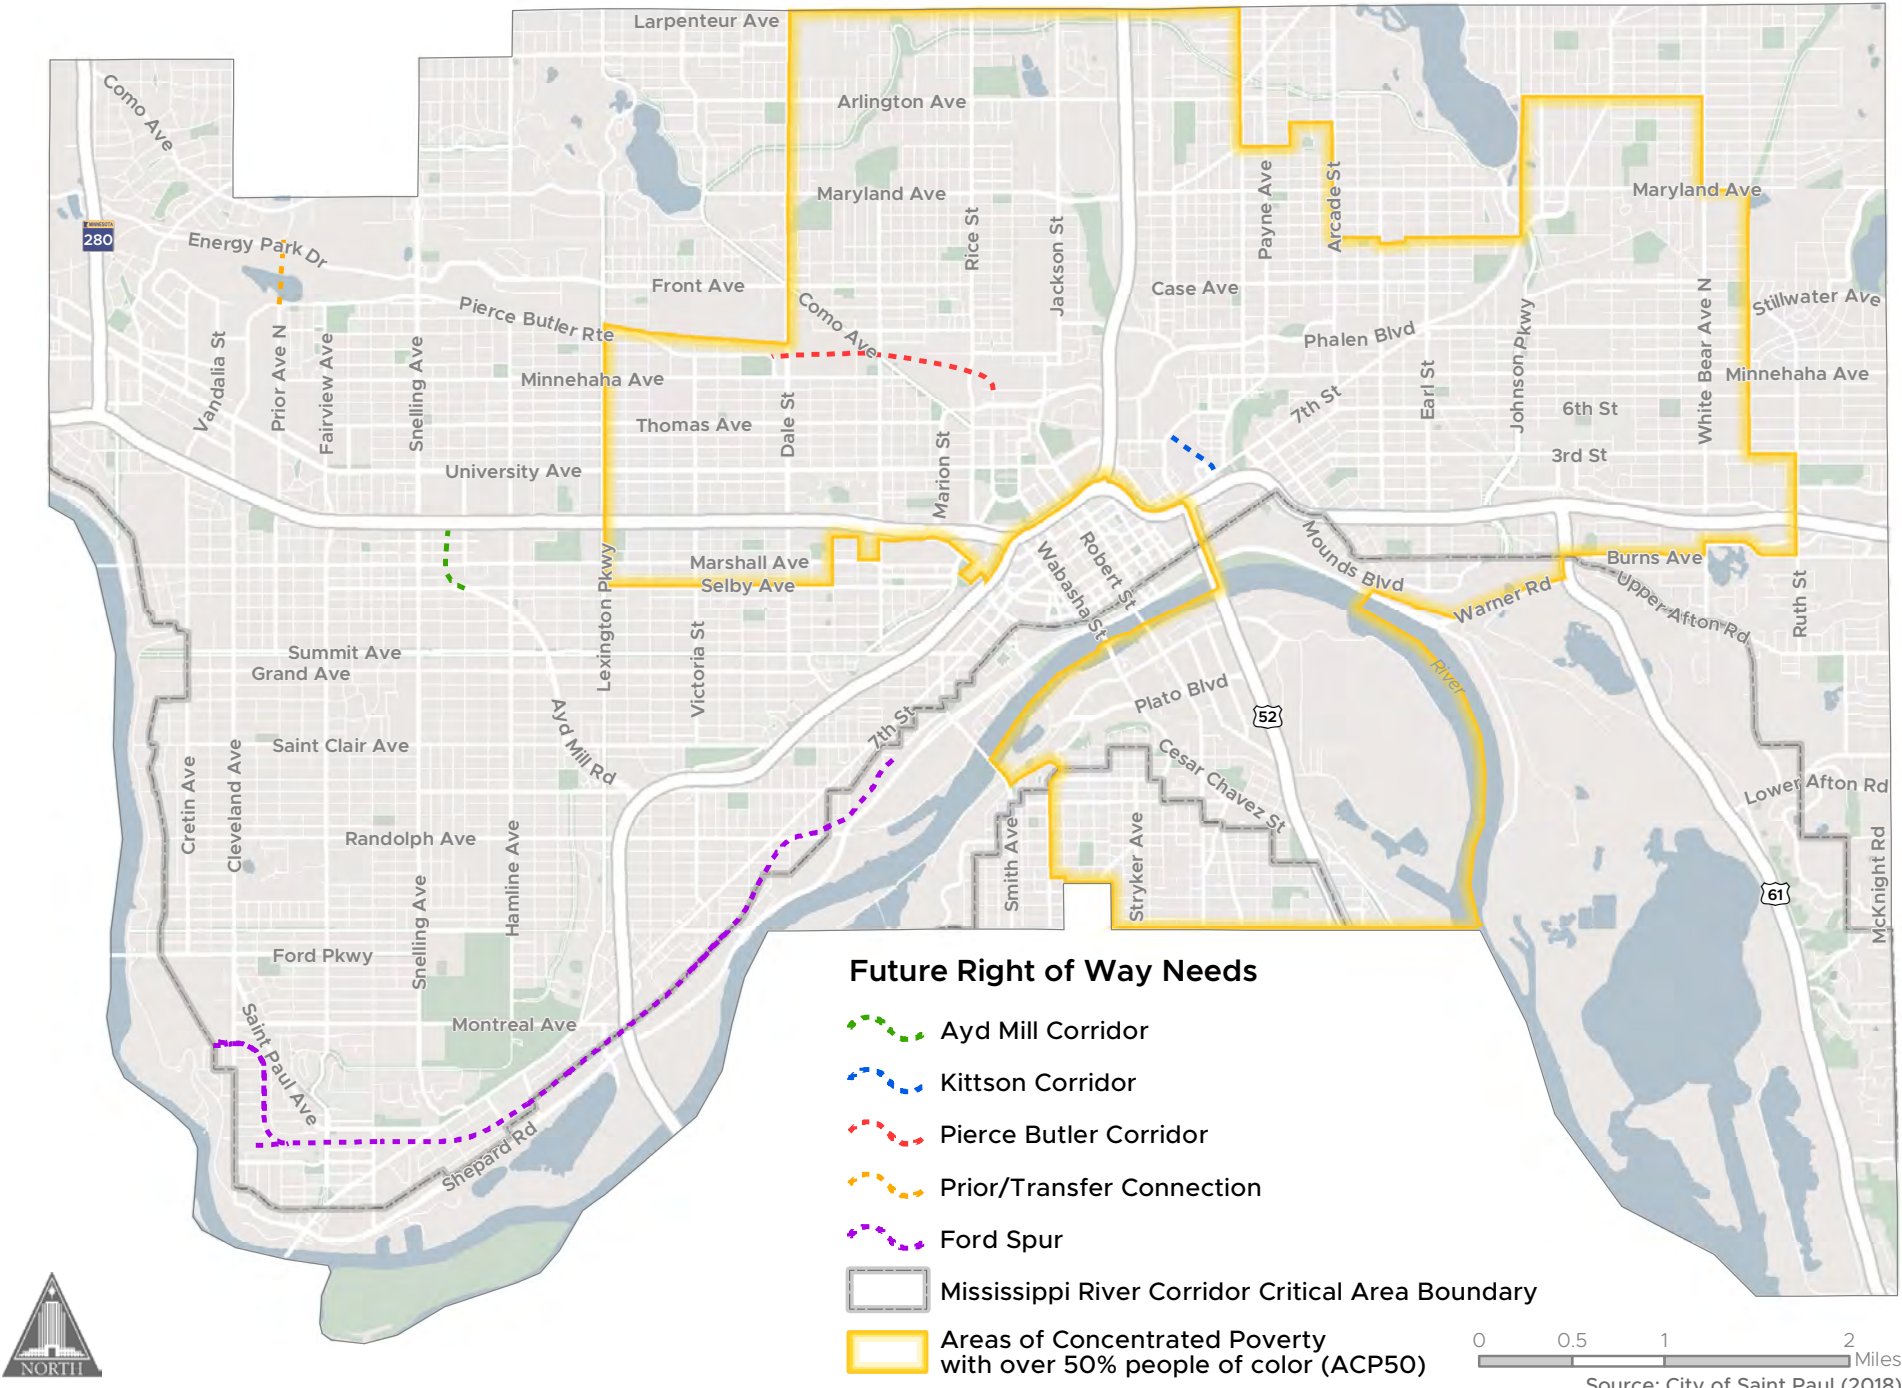 Larpenteur Ave
Como Ave
Arlington Ave
Maryland Ave
Maryland Ave
Payne Ave
Arcade St
Rice St
Jackson St
MINNESOTA
280
Energy Park Dr
Front Ave
Case Ave
Pierce Butler Rte
Como Ave
Phalen Blvd
Johnson Pkwy
White Bear Ave N
Stillwater Ave
Vandalia St
Prior Ave N
Fairview Ave
Snelling Ave
Minnehaha Ave
Minnehaha Ave
Thomas Ave
Dale St
Marion St
7th St
Earl St
6th St
3rd St
University Ave
Lexington Pkwy
Marshall Ave
Selby Ave
Robert St
Wabasha St
Mounds Blvd
Burns Ave
Warner Rd
Upper Afton Rd
Ruth St
Summit Ave
Grand Ave
Victoria St
River
Plato Blvd
52
Ayd Mill Rd
7th St
Saint Clair Ave
Cretin Ave
Cleveland Ave
Cesar Chavez St
Lower Afton Rd
Randolph Ave
Hamline Ave
Smith Ave
Stryker Ave
McKnight Rd
61
Snelling Ave
Ford Pkwy
Saint Paul Ave
Montreal Ave
Shepard Rd
Future Right of Way Needs
Ayd Mill Corridor
Kittson Corridor
Pierce Butler Corridor
Prior/Transfer Connection
Ford Spur
Mississippi River Corridor Critical Area Boundary
Areas of Concentrated Poverty
with over 50% people of color (ACP50)
0 0.5 1 2
Miles
Source: City of Saint Paul (2018)
NORTH